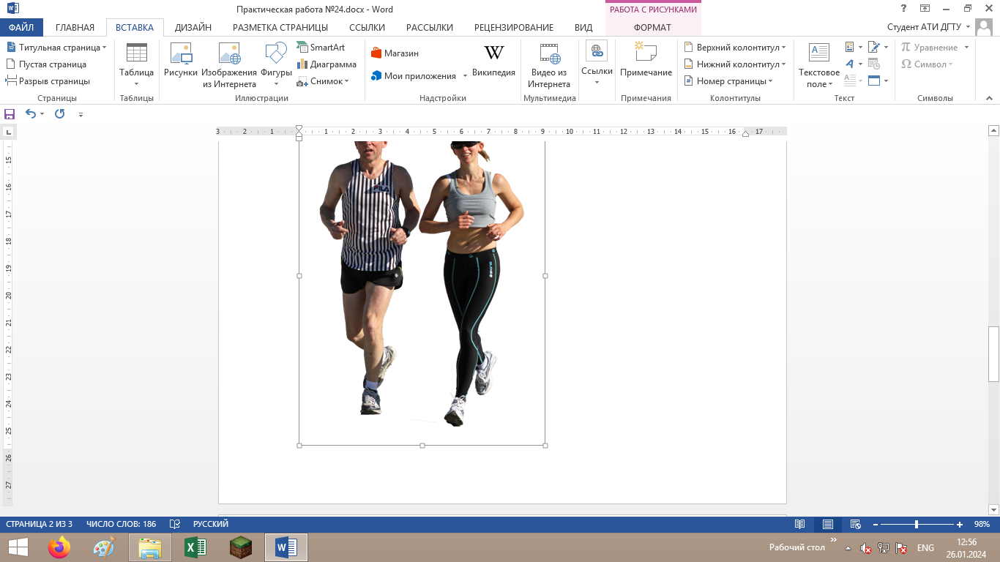 Практическая работа №24.docx - Word
РАБОТА С РИСУНКАМИ
?
ФАЙЛ ГЛАВНАЯ ВСТАВКА ДИЗАЙН РАЗМЕТКА СТРАНИЦЫ ССЫЛКИ РАССЫЛКИ РЕЦЕНЗИРОВАНИЕ ВИД ФОРМАТ Студент АТИ ДГТУ
Титульная страница
Пустая страница
Разрыв страницы
Страницы
Таблица
Таблицы
Рисунки
Изображения
из Интернета
Фигуры
SmartArt
Диаграмма
Снимок
Иллюстрации
Магазин
Мои приложения
W
Википедия
Надстройки
Видео из
Интернета
Мультимедиа
Ссылки
Примечание
Примечания
Верхний колонтитул
Нижний колонтитул
Номер страницы
Колонтитулы
A
Текстовое
поле
A
A
Текст
π Уравнение
Ω Символ
Символы
L
3 2 1 1 2 3 4 5 6 7 8 9 10 11 12 13 14 15 16 17
15
16
17
18
19
20
21
22
23
24
25
26
27
FILA
СТРАНИЦА 2 ИЗ 3 ЧИСЛО СЛОВ: 186 РУССКИЙ 98%
Рабочий стол ENG
12:56
26.01.2024